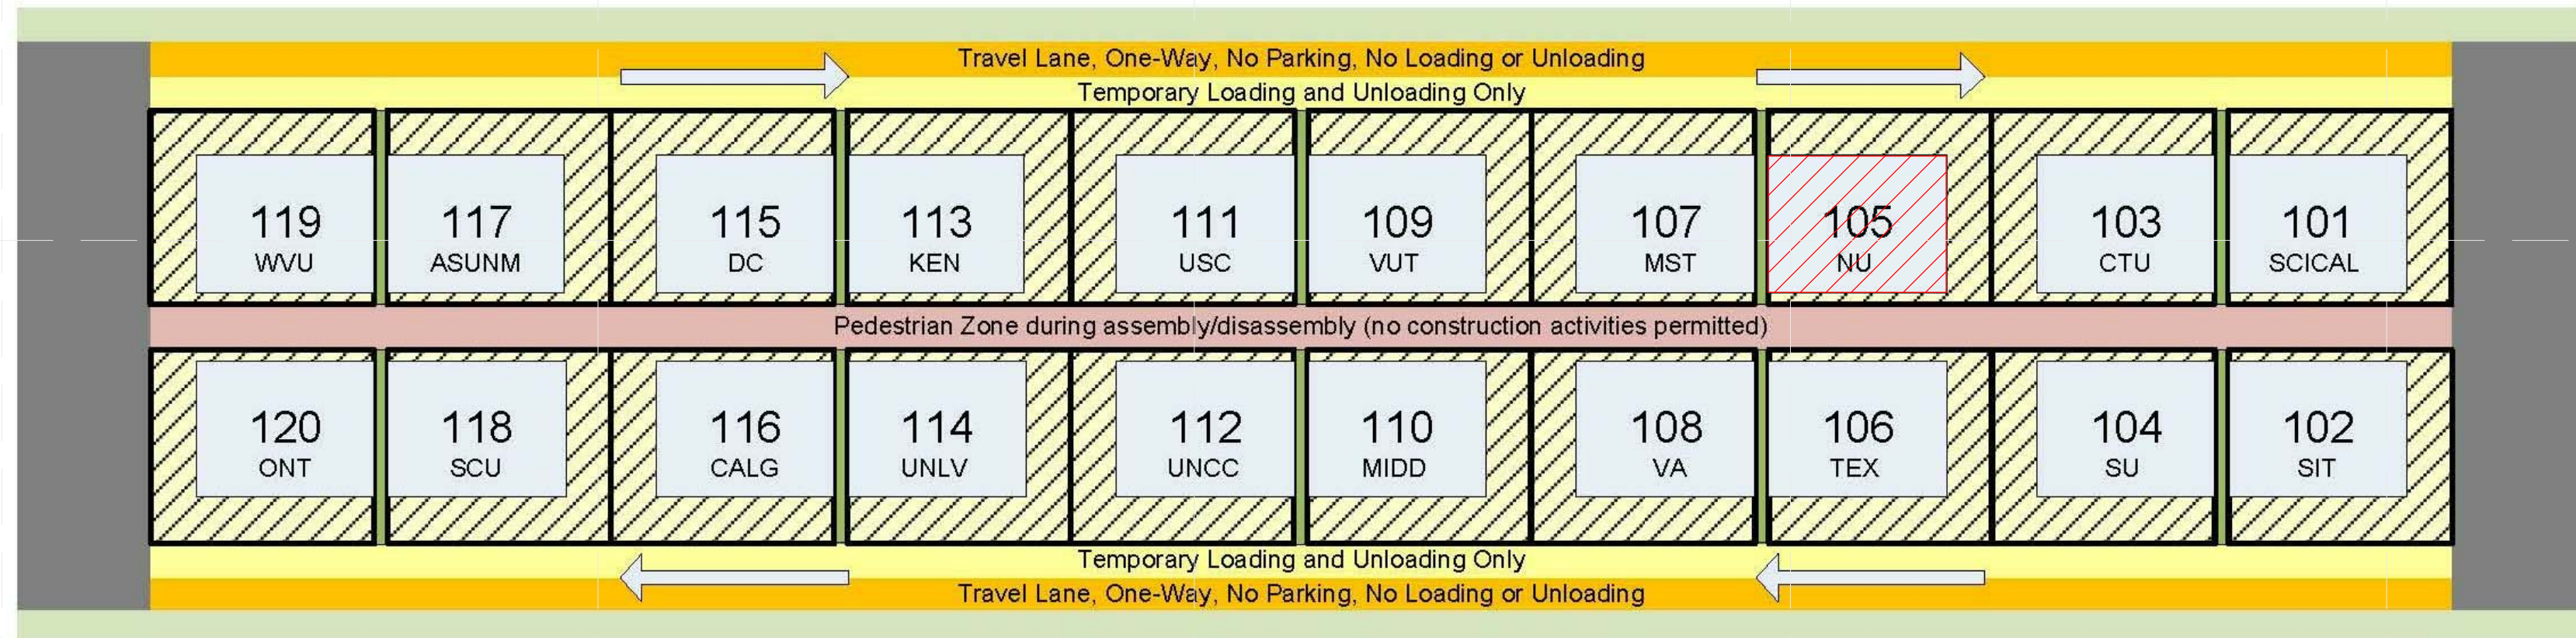 Travel Lane, One-Way, No Parking, No Loading or Unloading
Temporary Loading and Unloading Only
119 117 115 113 111 109 107 105 103 101
WVU ASUNM DC KEN USC VUT MST NU CTU SCICAL
Pedestrian Zone during assembly/disassembly (no construction activities permitted)
120 118 116 114 112 110 108 106 104 102
ONT SCU CALG UNLV UNCC MIDD VA TEX SU SIT
Temporary Loading and Unloading Only
Travel Lane, One-Way, No Parking, No Loading or Unloading